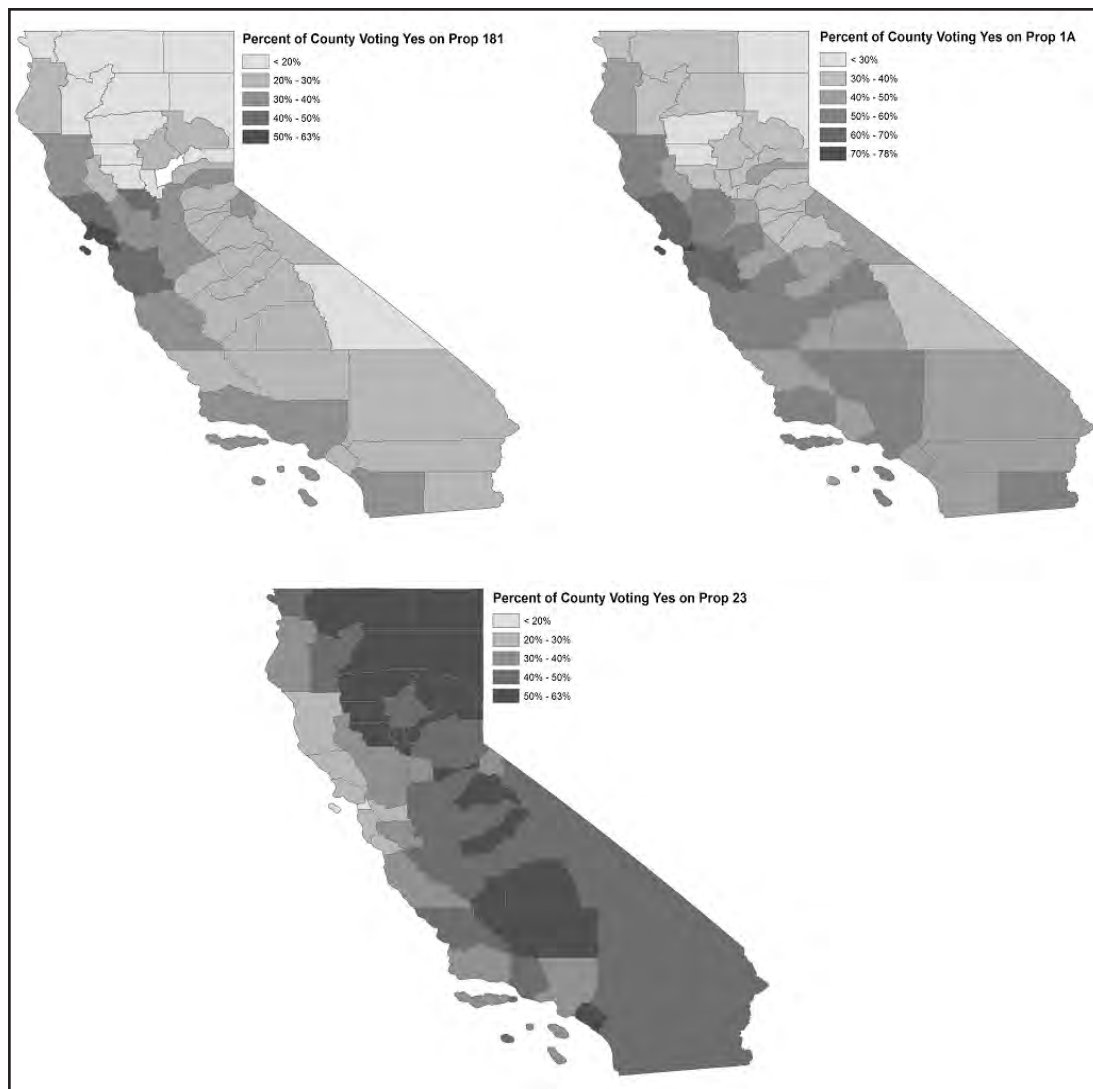 Percent of County Voting Yes on Prop 181
< 20%
20% - 30%
30% - 40%
40% - 50%
50% - 63%
Percent of County Voting Yes on Prop 1A
< 30%
30% - 40%
40% - 50%
50% - 60%
60% - 70%
70% - 78%
Percent of County Voting Yes on Prop 23
< 20%
20% - 30%
30% - 40%
40% - 50%
50% - 63%